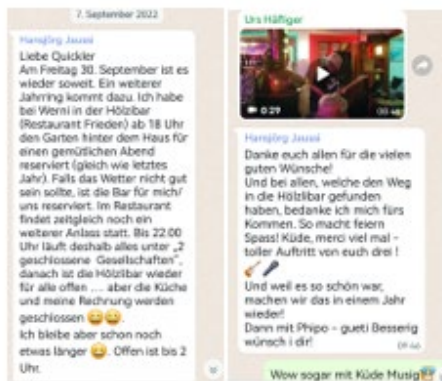 7. September 2022
Hansjörg Jaussi
Liebe Quickler
Am Freitag 30. September ist es
wieder soweit. Ein weiterer
Jahrring kommt dazu. Ich habe
bei Werni in der Hölzibar
(Restaurant Frieden) ab 18 Uhr
den Garten hinter dem Haus für
einen gemütlichen Abend
reserviert (gleich wie letztes
Jahr). Falls das Wetter nicht gut
sein sollte, ist die Bar für mich/
uns reserviert. Im Restaurant
findet zeitgleich noch ein
weiterer Anlass statt. Bis 22.00
Uhr läuft deshalb alles unter „2
geschlossene Gesellschaften“,
danach ist die Hölzlibar wieder
für alle offen .... aber die Küche
und meine Rechnung werden
geschlossen 😄😄.
Ich bleibe aber schon noch
etwas länger 😄. Offen ist bis 2
Uhr.
Urs Häfliger
0:29
09:46
Hansjörg Jaussi
Danke euch allen für die vielen
guten Wünsche!
Und bei allen, welche den Weg
in die Hölzlibar gefunden
haben, bedanke ich mich fürs
Kommen. So macht feiern
Spass! Küde, merci viel mal –
toller Auftritt von euch drei !
🎸🎤
Und weil es so schön war,
machen wir das in einem Jahr
wieder!
Dann mit Phipo – gueti Besserig
wünsch i dir!
09:46
Wow sogar mit Küde Musig